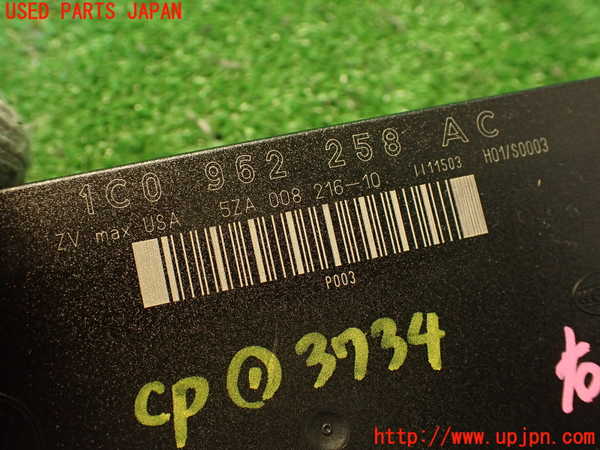 USED PARTS JAPAN
1C0 962 258 AC
ZV max USA 5ZA 008 216-10 1111503 H01/S0003
P003
CP ① 3734
http://www.upjpn.com